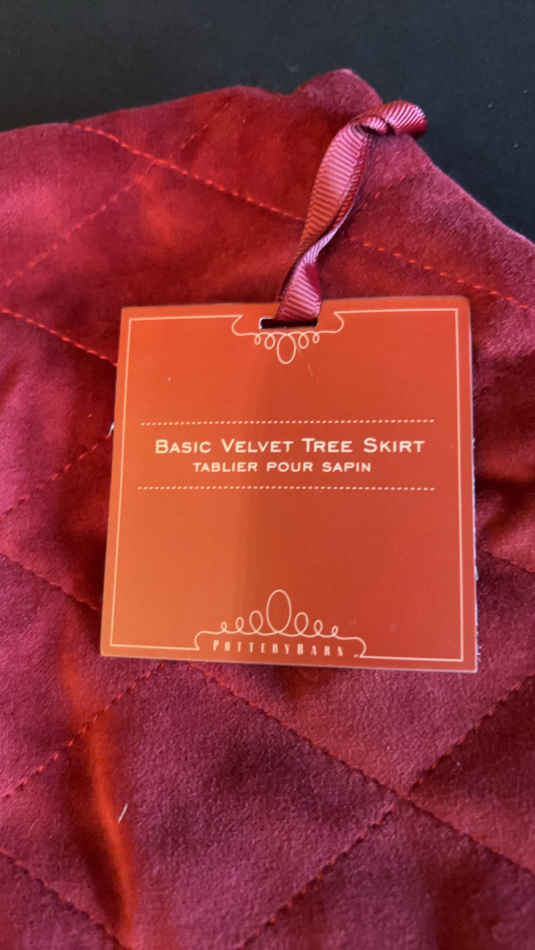 BASIC VELVET TREE SKIRT
TABLIER POUR SAPIN
POTTERYBARN